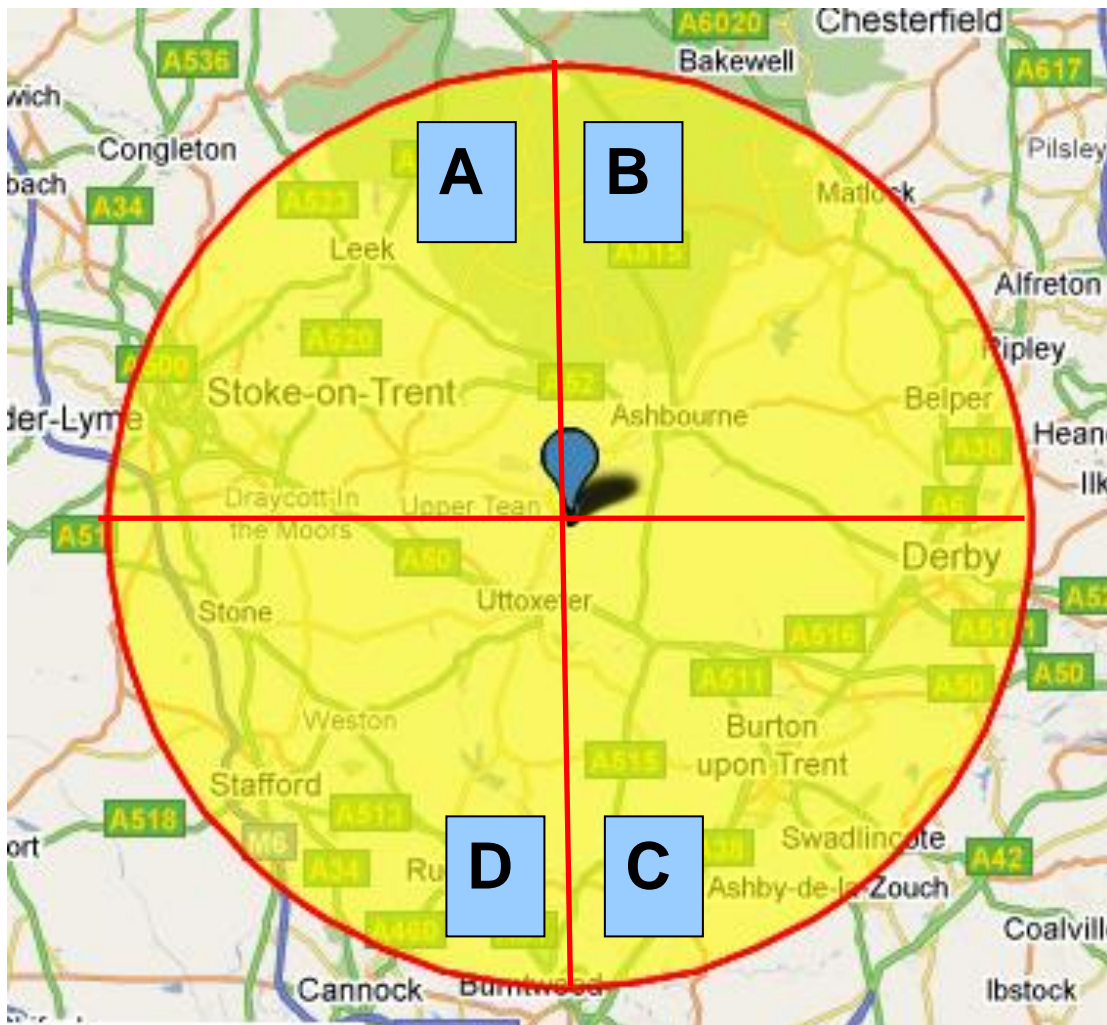 A6020
Chesterfield
A536
Bakewell
A617
wich
Congleton
A
B
Pilsley
bach
A34
A523
Matlock
Leek
A515
Alfreton
A520
Ripley
A500
A52
Stoke-on-Trent
Belper
der-Lyme
Ashbourne
A38
Hean
Ilk
Draycott-In
the Moors
Upper Tean
A6
A51
A50
Derby
Uttoxeter
A52
Stone
A516
A50
A511
A50
Weston
Burton
upon Trent
A515
Stafford
A518
A513
M6
Swadlincote
ort
A38
A42
A34
Ru
D
C
Ashby-de-la-Zouch
A460
Coalville
Cannock
Burntwood
Ibstock